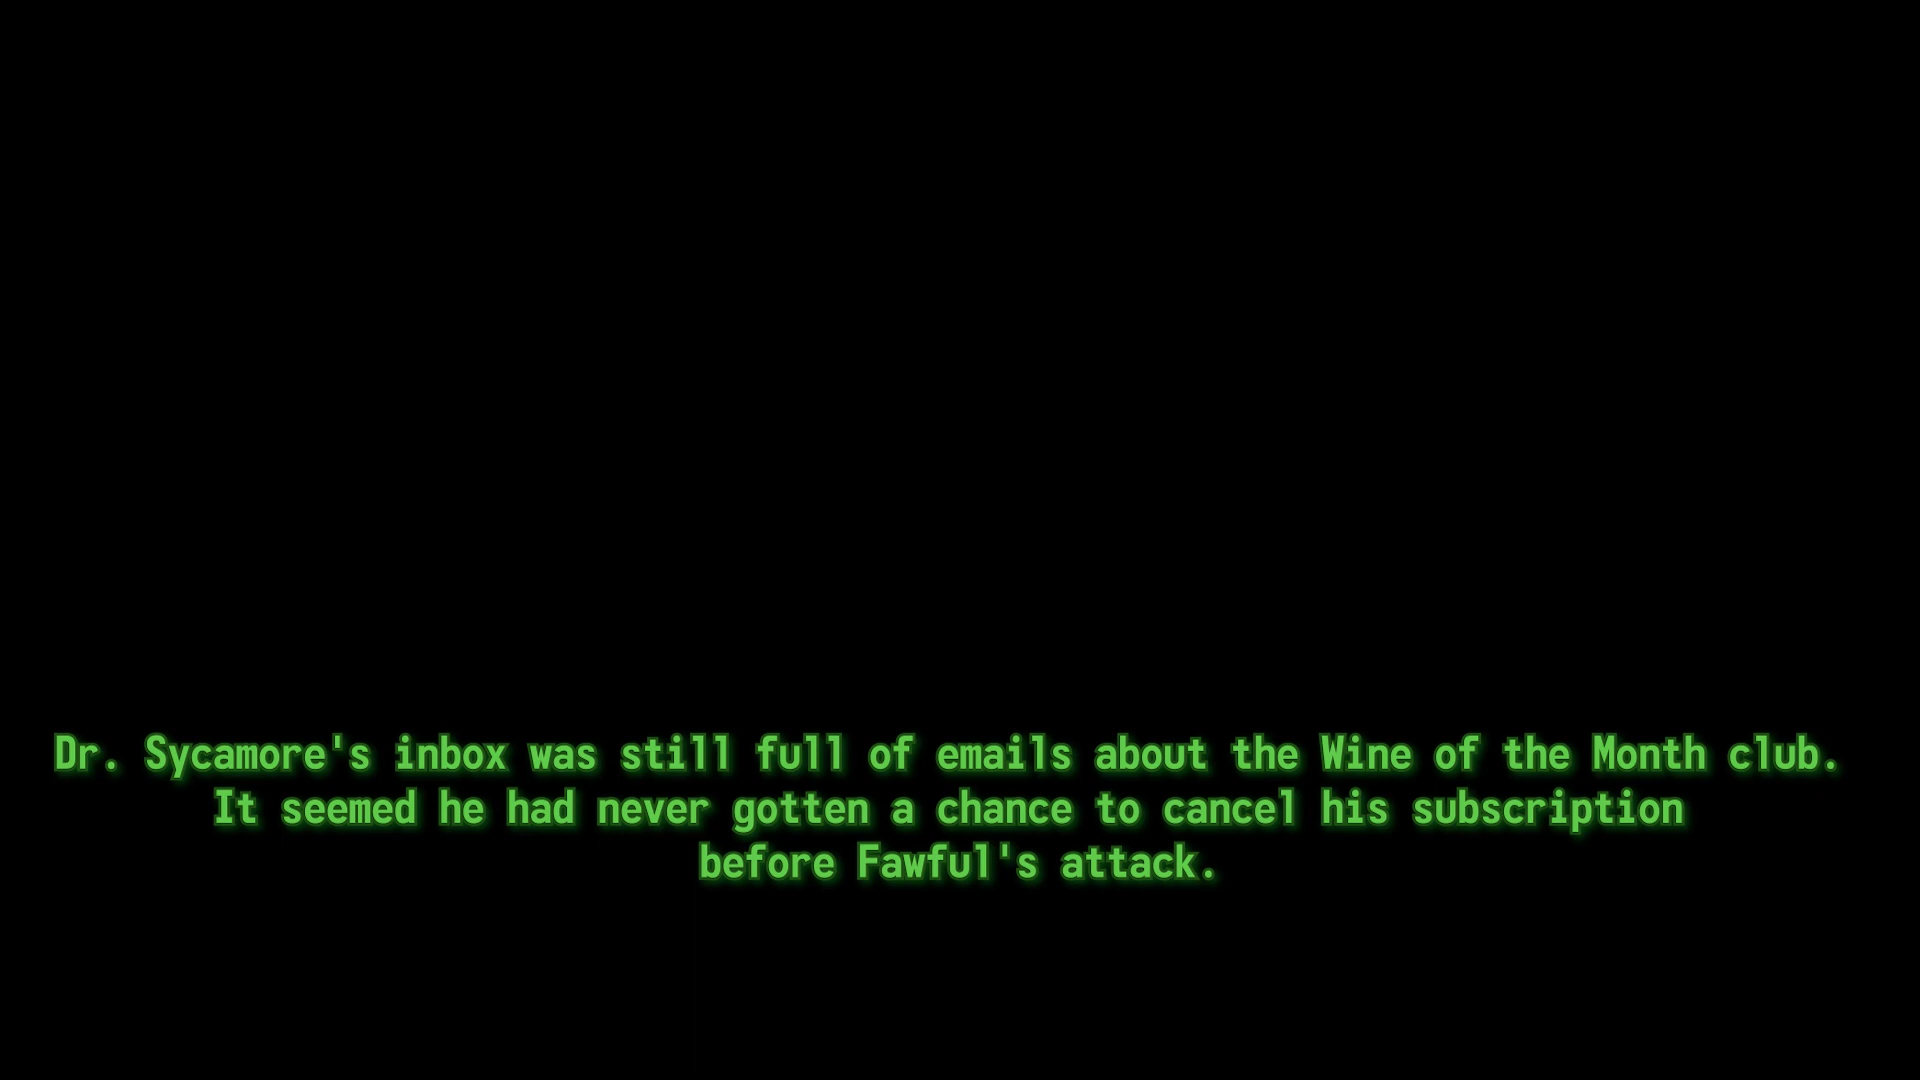 Dr. Sycamore's inbox was still full of emails about the Wine of the Month club.
It seemed he had never gotten a chance to cancel his subscription
before Fawful's attack.